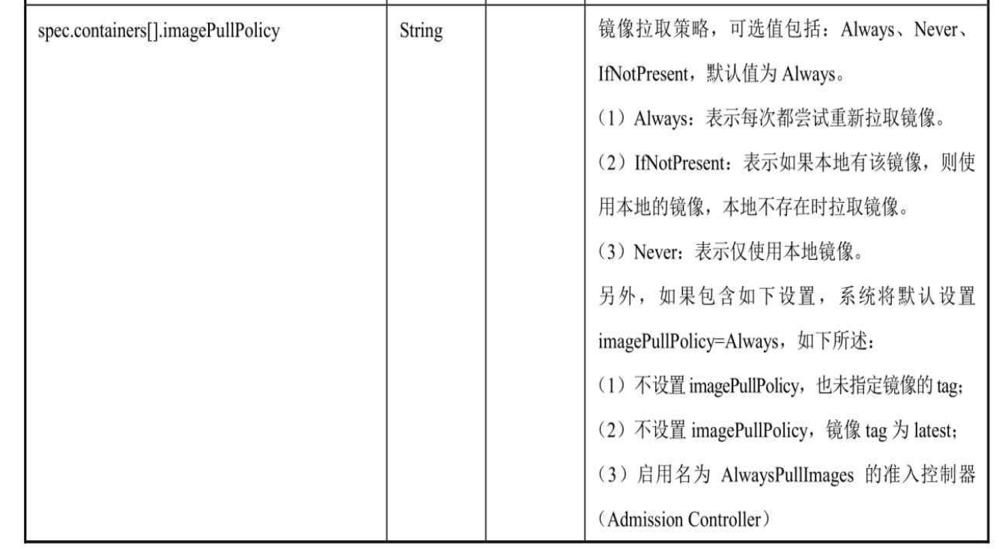 spec.containers[].imagePullPolicy
String
镜像拉取策略，可选值包括：Always、Never、
IfNotPresent，默认值为 Always。
（1）Always：表示每次都尝试重新拉取镜像。
（2）IfNotPresent：表示如果本地有该镜像，则使
用本地的镜像，本地不存在时拉取镜像。
（3）Never：表示仅使用本地镜像。
另外，如果包含如下设置，系统将默认设置
imagePullPolicy=Always，如下所述：
（1）不设置 imagePullPolicy，也未指定镜像的 tag；
（2）不设置 imagePullPolicy，镜像 tag 为 latest；
（3）启用名为 AlwaysPullImages 的准入控制器
（Admission Controller）